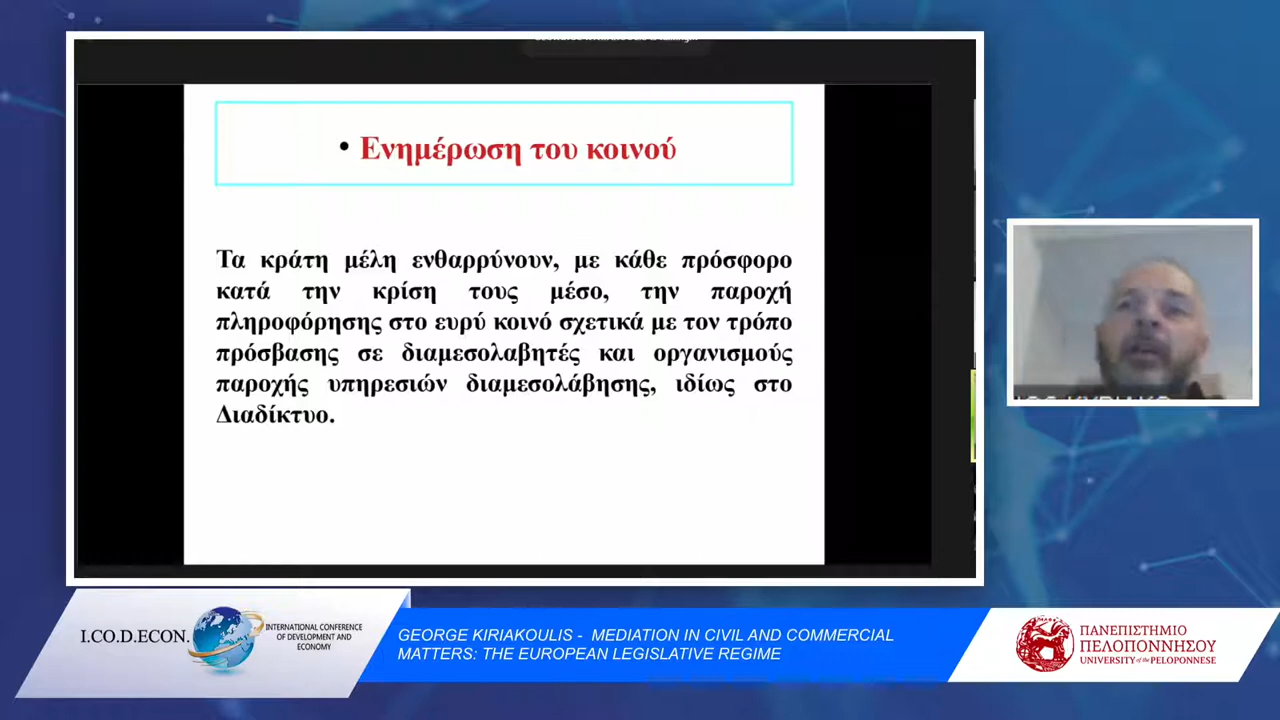 • Ενημέρωση του κοινού
Τα κράτη μέλη ενθαρρύνουν, με κάθε πρόσφορο
κατά την κρίση τους μέσο, την παροχή
πληροφόρησης στο ευρύ κοινό σχετικά με τον τρόπο
πρόσβασης σε διαμεσολαβητές και οργανισμούς
παροχής υπηρεσιών διαμεσολάβησης, ιδίως στο
Διαδίκτυο.
I.CO.D.ECON.
INTERNATIONAL CONFERENCE
OF DEVELOPMENT AND
ECONOMY
GEORGE KIRIAKOULIS - MEDIATION IN CIVIL AND COMMERCIAL
MATTERS: THE EUROPEAN LEGISLATIVE REGIME
ΠΑΝΕΠΙΣΤΗΜΙΟ
ΠΕΛΟΠΟΝΝΗΣΟΥ
UNIVERSITY of the PELOPONNESE